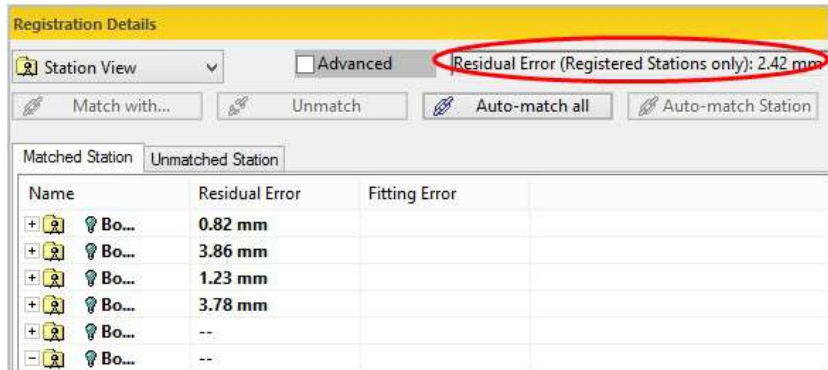 Registration Details
Station View Advanced Residual Error (Registered Stations only): 2.42 mm
Match with... Unmatch Auto-match all Auto-match Station
Matched Station Unmatched Station
Name Residual Error Fitting Error
Bo... 0.82 mm
Bo... 3.86 mm
Bo... 1.23 mm
Bo... 3.78 mm
Bo... --
Bo... --